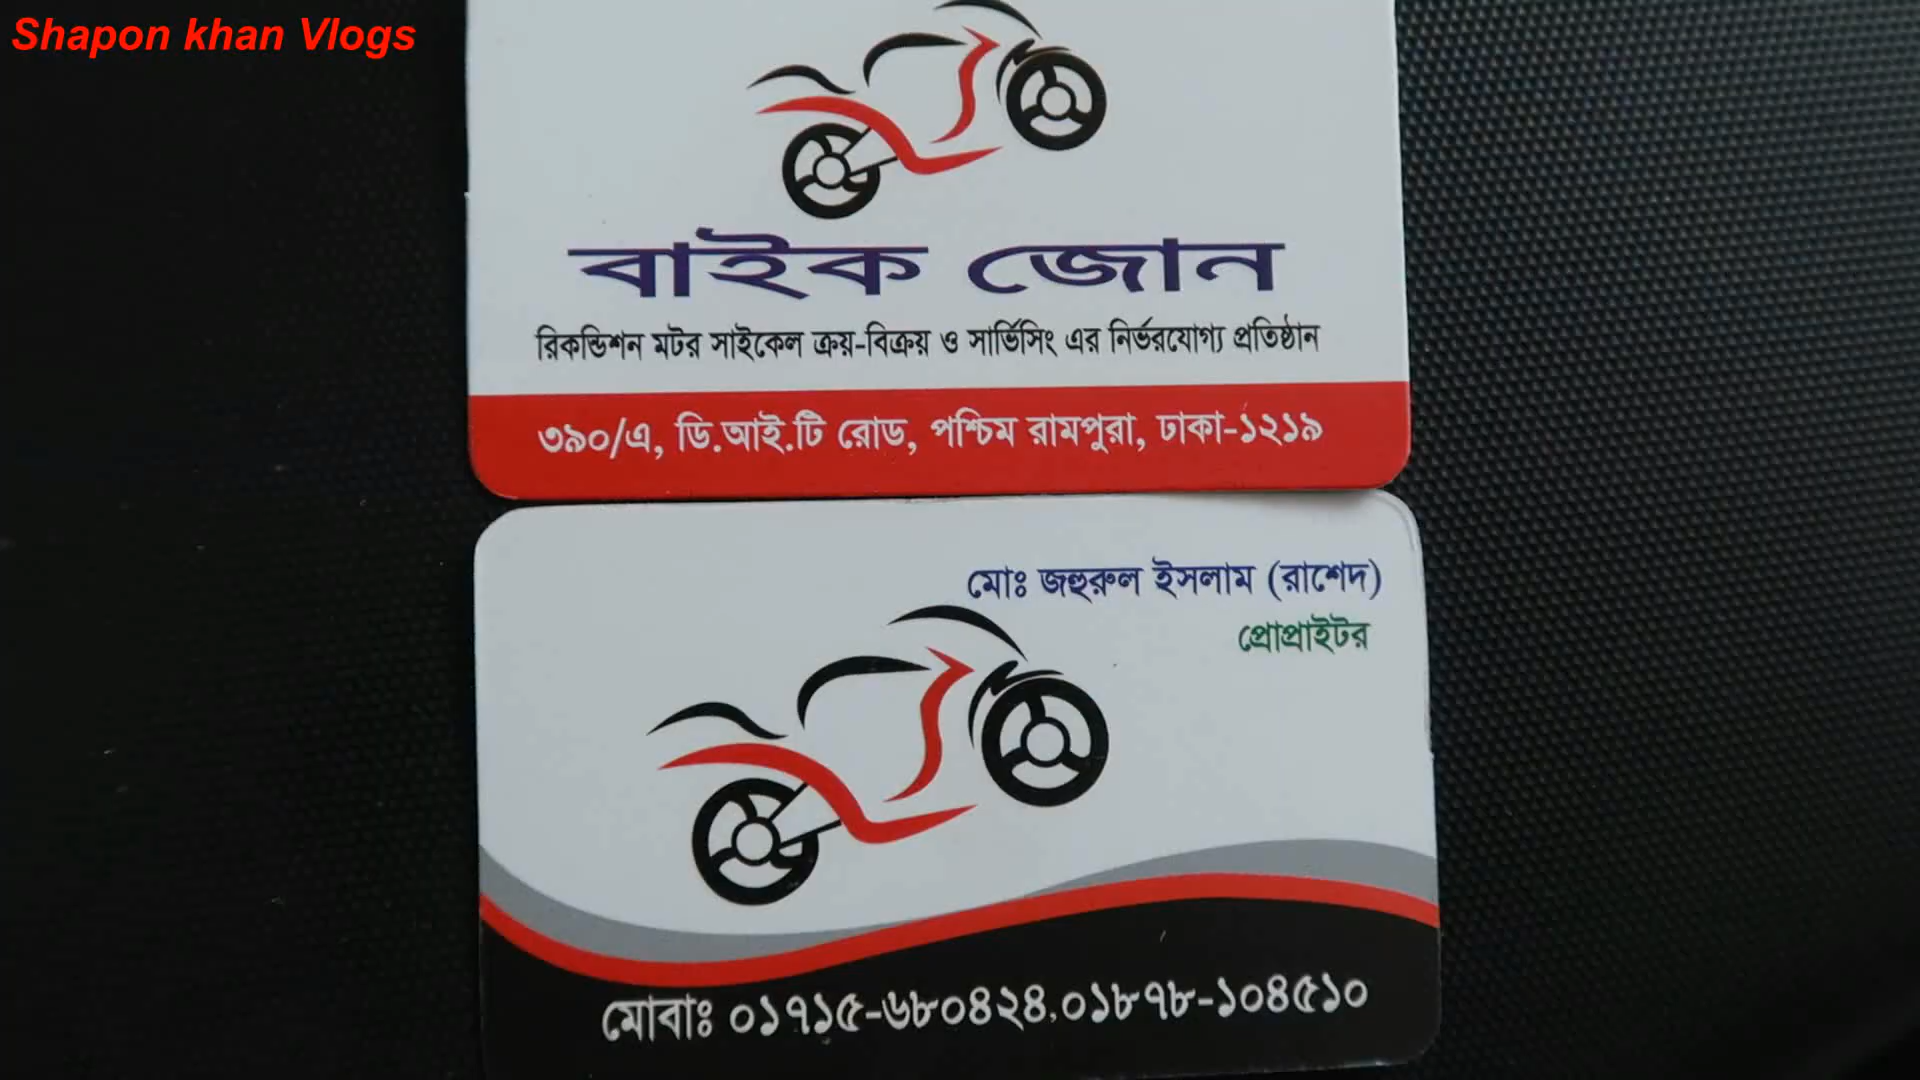 Shapon khan Vlogs
বাইক জোন
রিকন্ডিশন মটর সাইকেল ক্রয়-বিক্রয় ও সার্ভিসিং এর নির্ভরযোগ্য প্রতিষ্ঠান
৩৯০/এ, ডি.আই.টি রোড, পশ্চিম রামপুরা, ঢাকা-১২১৯
মোঃ জহুরুল ইসলাম (রাশেদ)
প্রোপ্রাইটর
মোবাঃ ০১৭১৫-৬৮০৪২৪,০১৮৭৮-১০৪৫১০